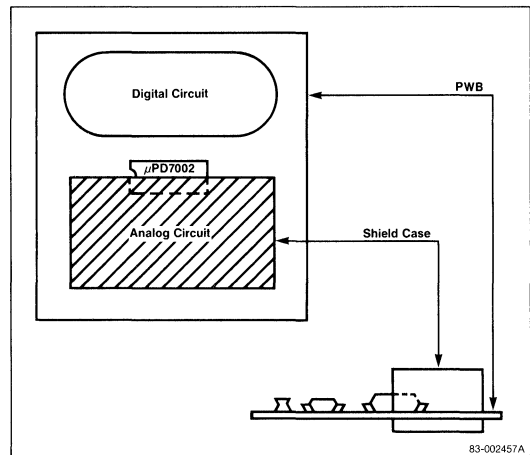 Digital Circuit
PWB
μPD7002
Analog Circuit
Shield Case
83-002457A